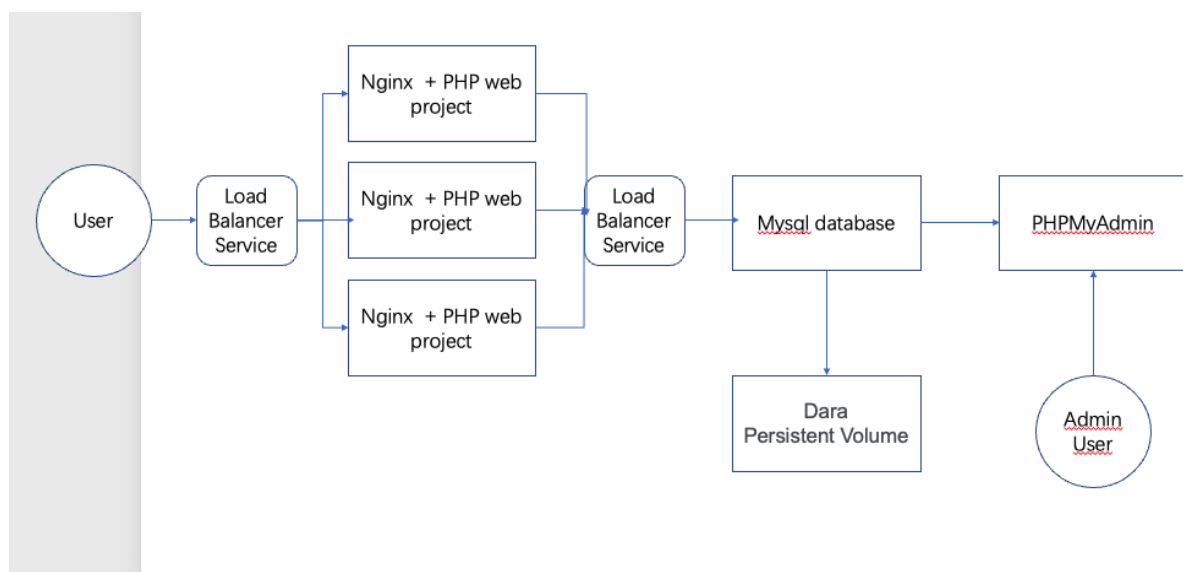 User
Load
Balancer
Service
Nginx + PHP web
project
Nginx + PHP web
project
Nginx + PHP web
project
Load
Balancer
Service
Mysql database
PHPMyAdmin
Dara
Persistent Volume
Admin
User